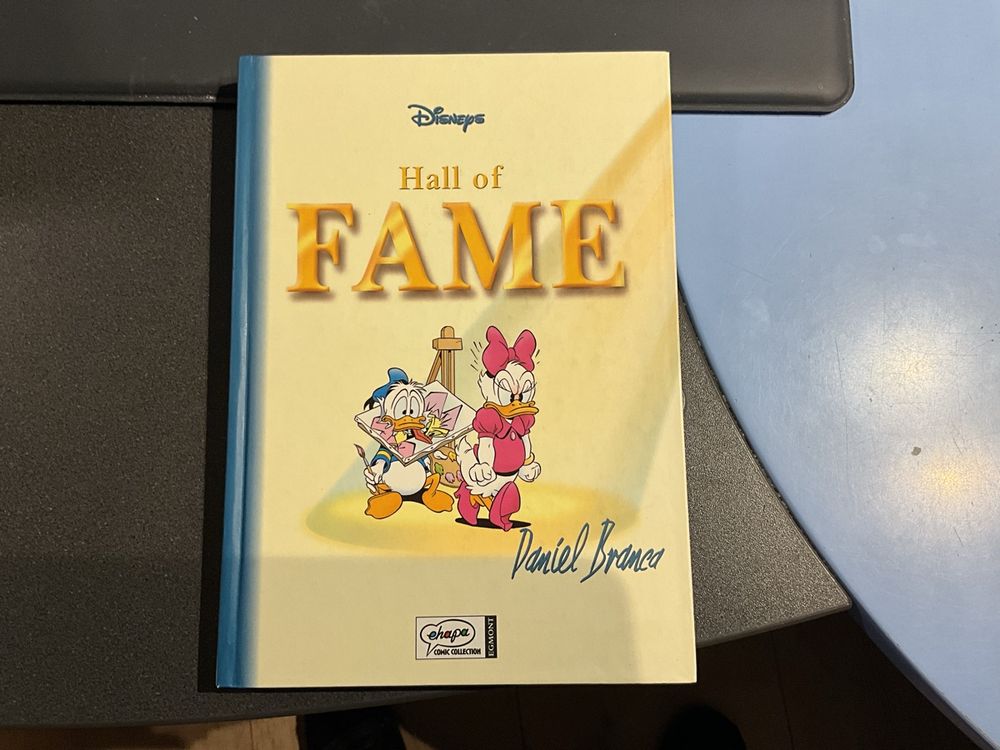 Disneys
Hall of
FAME
Daniel Branca
ehapa
COMIC COLLECTION
EGMONT